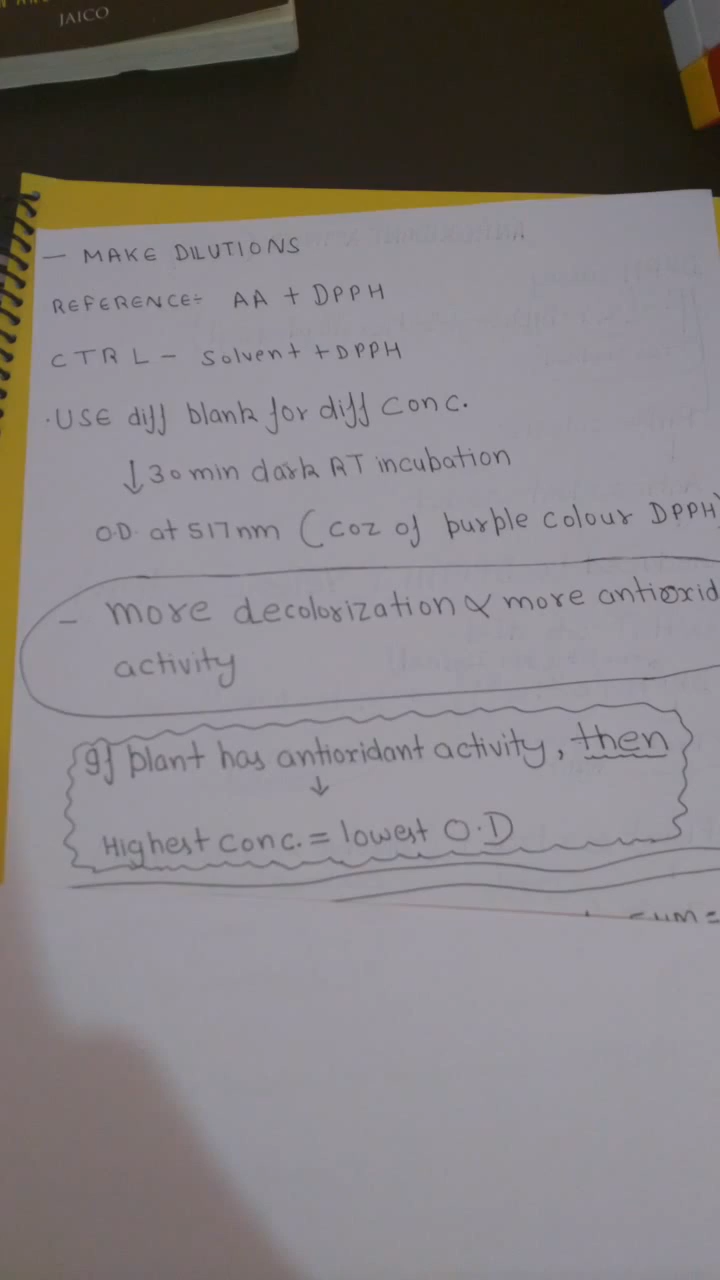 JAICO
- MAKE DILUTIONS
REFERENCE:- AA + DPPH
CTRL - Solvent + DPPH
·USE diff blank for diff conc.
↓ 30 min dark RT incubation
O.D. at 517nm (coz of purple colour DPPH)
- more decolorization ∝ more antioxid
activity
If plant has antioxidant activity, then
↓
Highest conc. = lowest O.D